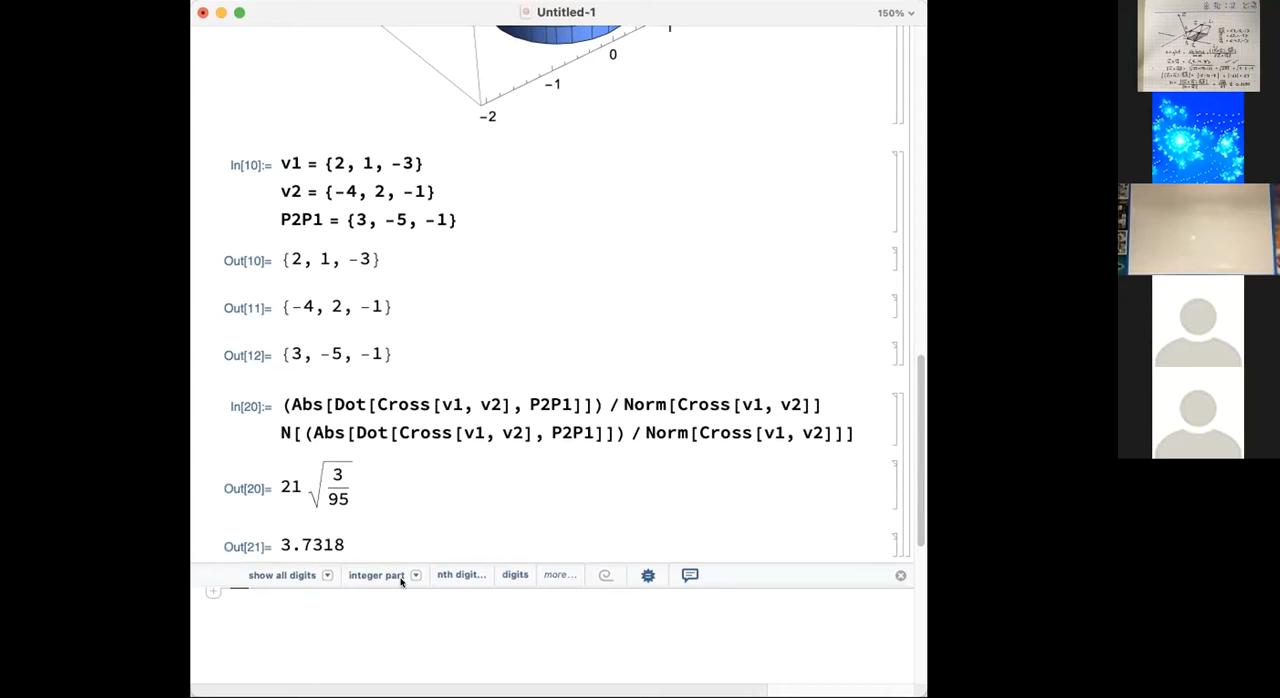 Untitled-1
150%
1
0
-1
-2
In[10]:= v1 = {2, 1, -3}
v2 = {-4, 2, -1}
P2P1 = {3, -5, -1}
Out[10]= {2, 1, -3}
Out[11]= {-4, 2, -1}
Out[12]= {3, -5, -1}
In[20]:= (Abs[Dot[Cross[v1, v2], P2P1]]) / Norm[Cross[v1, v2]]
N[(Abs[Dot[Cross[v1, v2], P2P1]]) / Norm[Cross[v1, v2]]]
Out[20]= 21 √(3/95)
Out[21]= 3.7318
show all digits integer part nth digit... digits more...